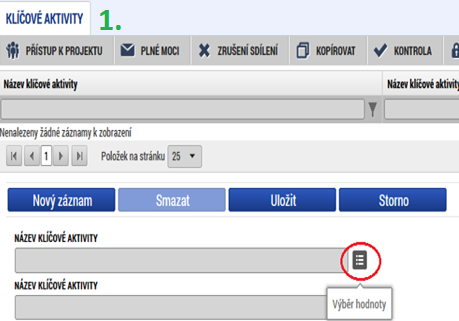 KLÍČOVÉ AKTIVITY 1.
PŘÍSTUP K PROJEKTU PLNÉ MOCI ZRUŠENÍ SDÍLENÍ KOPÍROVAT KONTROLA
Název klíčové aktivity Název klíčové aktivity
Nenalezeny žádné záznamy k zobrazení
1 Položek na stránku 25
Nový záznam Smazat Uložit Storno
NÁZEV KLÍČOVÉ AKTIVITY
NÁZEV KLÍČOVÉ AKTIVITY
Výběr hodnoty